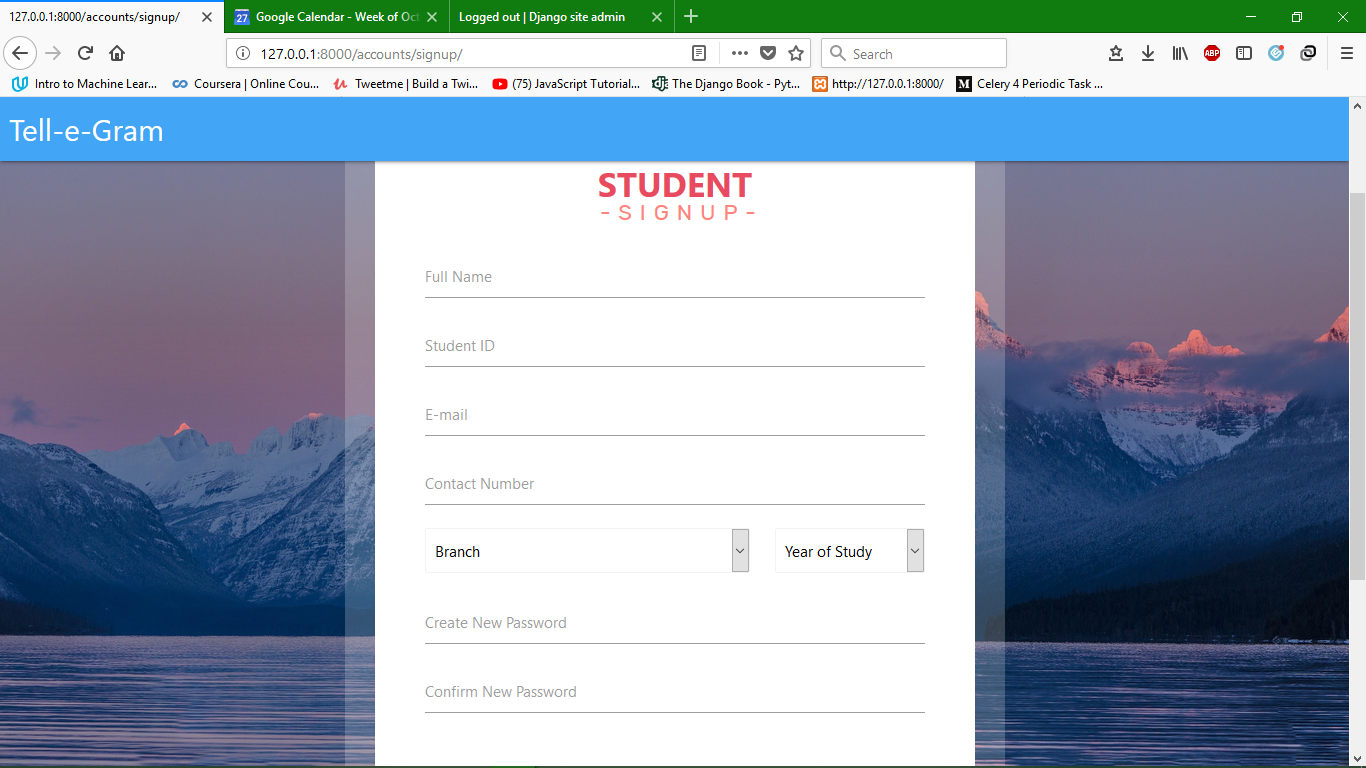 127.0.0.1:8000/accounts/signup/
Google Calendar - Week of Oct
Logged out | Django site admin
127.0.0.1:8000/accounts/signup/
Search
Intro to Machine Lear...
Coursera | Online Cou...
Tweetme | Build a Twi...
(75) JavaScript Tutorial...
The Django Book - Pyt...
http://127.0.0.1:8000/
Celery 4 Periodic Task ...
Tell-e-Gram
STUDENT
-SIGNUP-
Full Name
Student ID
E-mail
Contact Number
Branch
Year of Study
Create New Password
Confirm New Password